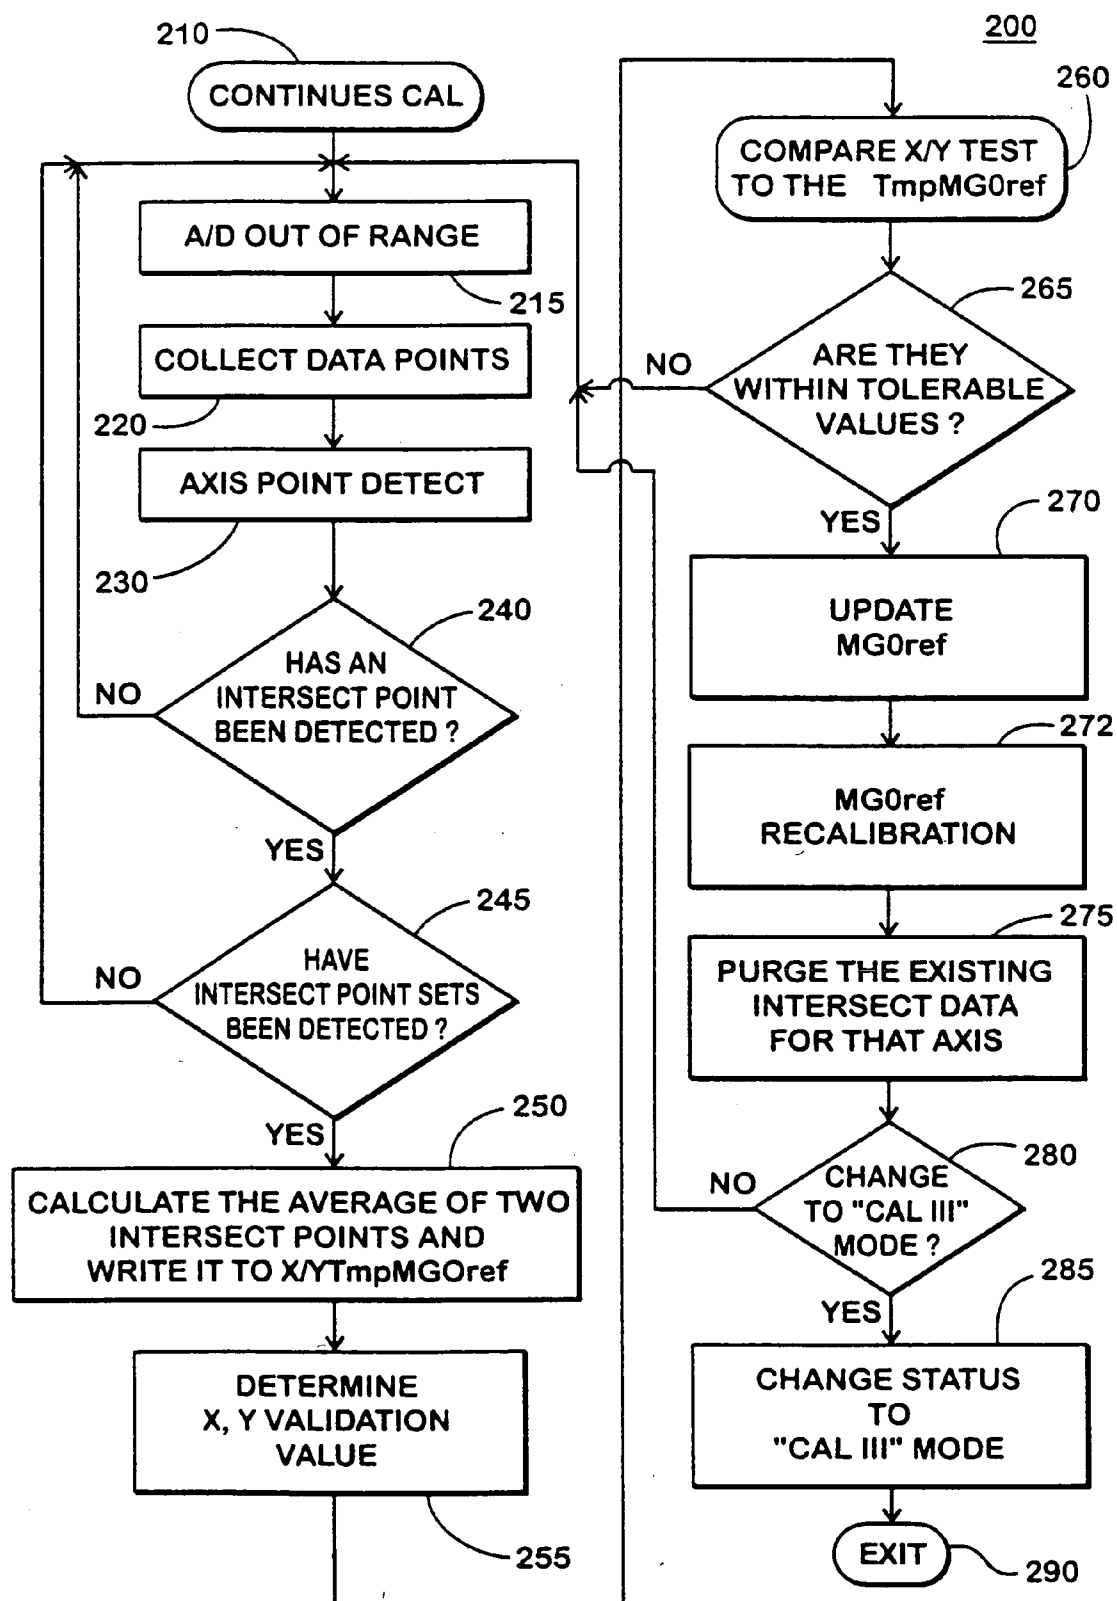 200
210
CONTINUES CAL
A/D OUT OF RANGE
215
COLLECT DATA POINTS
220
AXIS POINT DETECT
230
240
HAS AN
INTERSECT POINT
BEEN DETECTED ?
NO
YES
245
HAVE
INTERSECT POINT SETS
BEEN DETECTED ?
NO
YES
250
CALCULATE THE AVERAGE OF TWO
INTERSECT POINTS AND
WRITE IT TO X/YTmpMGOref
DETERMINE
X, Y VALIDATION
VALUE
255
260
COMPARE X/Y TEST
TO THE TmpMG0ref
265
ARE THEY
WITHIN TOLERABLE
VALUES ?
NO
YES
270
UPDATE
MG0ref
272
MG0ref
RECALIBRATION
275
PURGE THE EXISTING
INTERSECT DATA
FOR THAT AXIS
280
CHANGE
TO "CAL III"
MODE ?
NO
YES
285
CHANGE STATUS
TO
"CAL III" MODE
EXIT
290